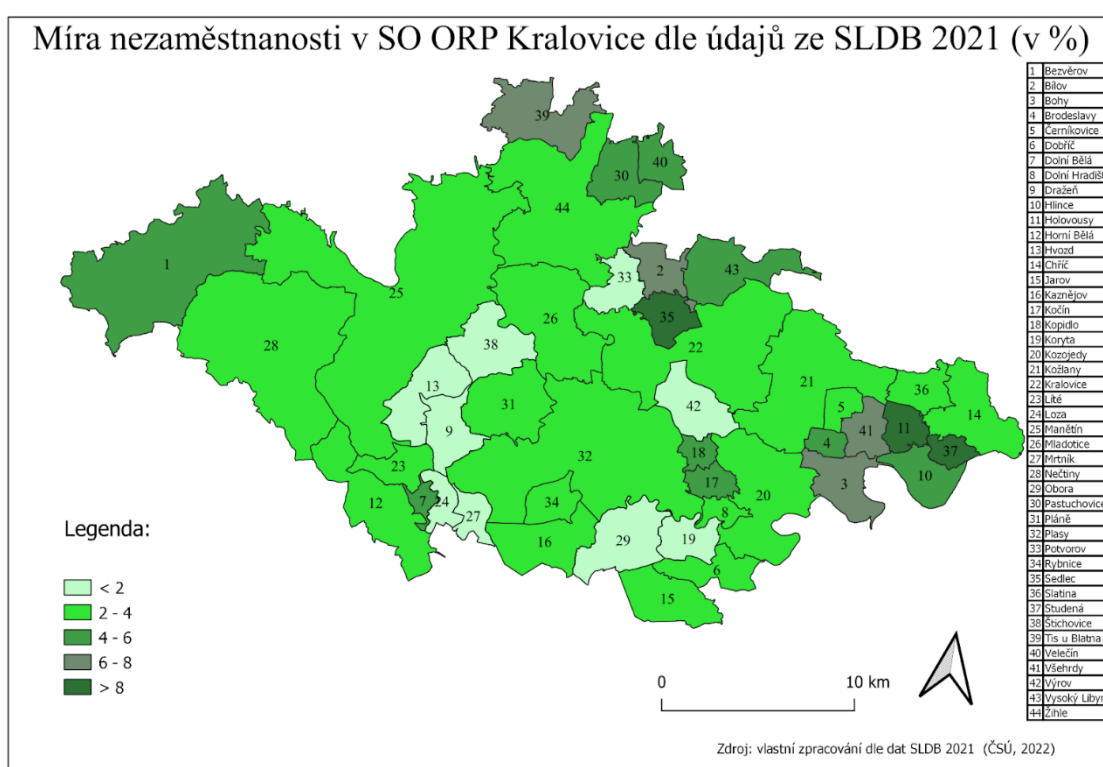 Míra nezaměstnanosti v SO ORP Kralovice dle údajů ze SLDB 2021 (v %)
1 Bezvěrov
2 Bílov
3 Bohy
4 Brodeslavy
5 Černíkovice
6 Dobříč
7 Dolní Bělá
8 Dolní Hradišt
9 Dražeň
10 Hlince
11 Holovousy
12 Horní Bělá
13 Hvozd
14 Chříč
15 Jarov
16 Kaznějov
17 Kočín
18 Kopidlo
19 Koryta
20 Kozojedy
21 Kožlany
22 Kralovice
23 Líté
24 Loza
25 Manětín
26 Mladotice
27 Mrtník
28 Nečtiny
29 Obora
30 Pastuchovice
31 Pláně
32 Plasy
33 Potvorov
34 Rybnice
35 Sedlec
36 Slatina
37 Studená
38 Štichovice
39 Tis u Blatna
40 Velečín
41 Všehrdy
42 Výrov
43 Vysoký Libyn
44 Žihle
39
40
30
44
1
33
2
43
25
35
26
28
22
38
21
13
36
31
5
42
14
9
41
11
4
18
37
32
23
10
17
3
7
24
12
34
20
27
8
16
29
19
6
15
Legenda:
< 2
2 - 4
4 - 6
6 - 8
> 8
0 10 km
Zdroj: vlastní zpracování dle dat SLDB 2021 (ČSÚ, 2022)